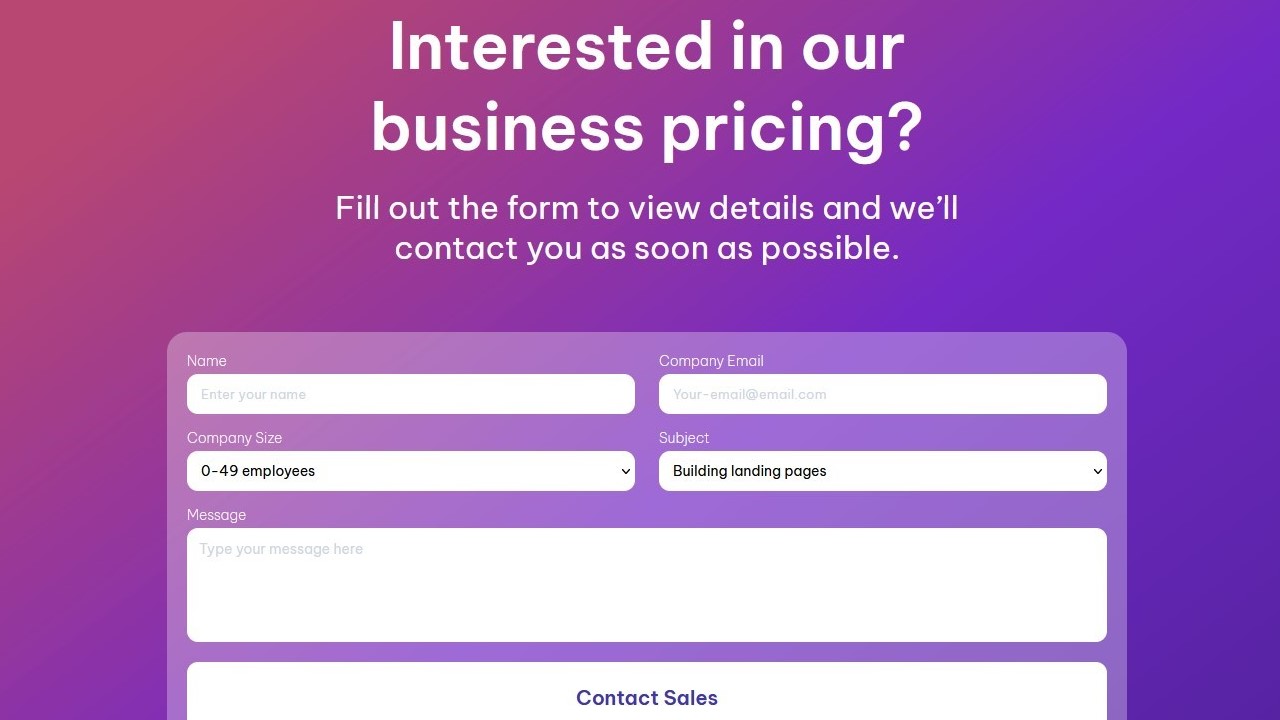 Interested in our
business pricing?
Fill out the form to view details and we’ll
contact you as soon as possible.
Name
Company Email
Enter your name
Your-email@email.com
Company Size
Subject
0-49 employees
Building landing pages
Message
Type your message here
Contact Sales